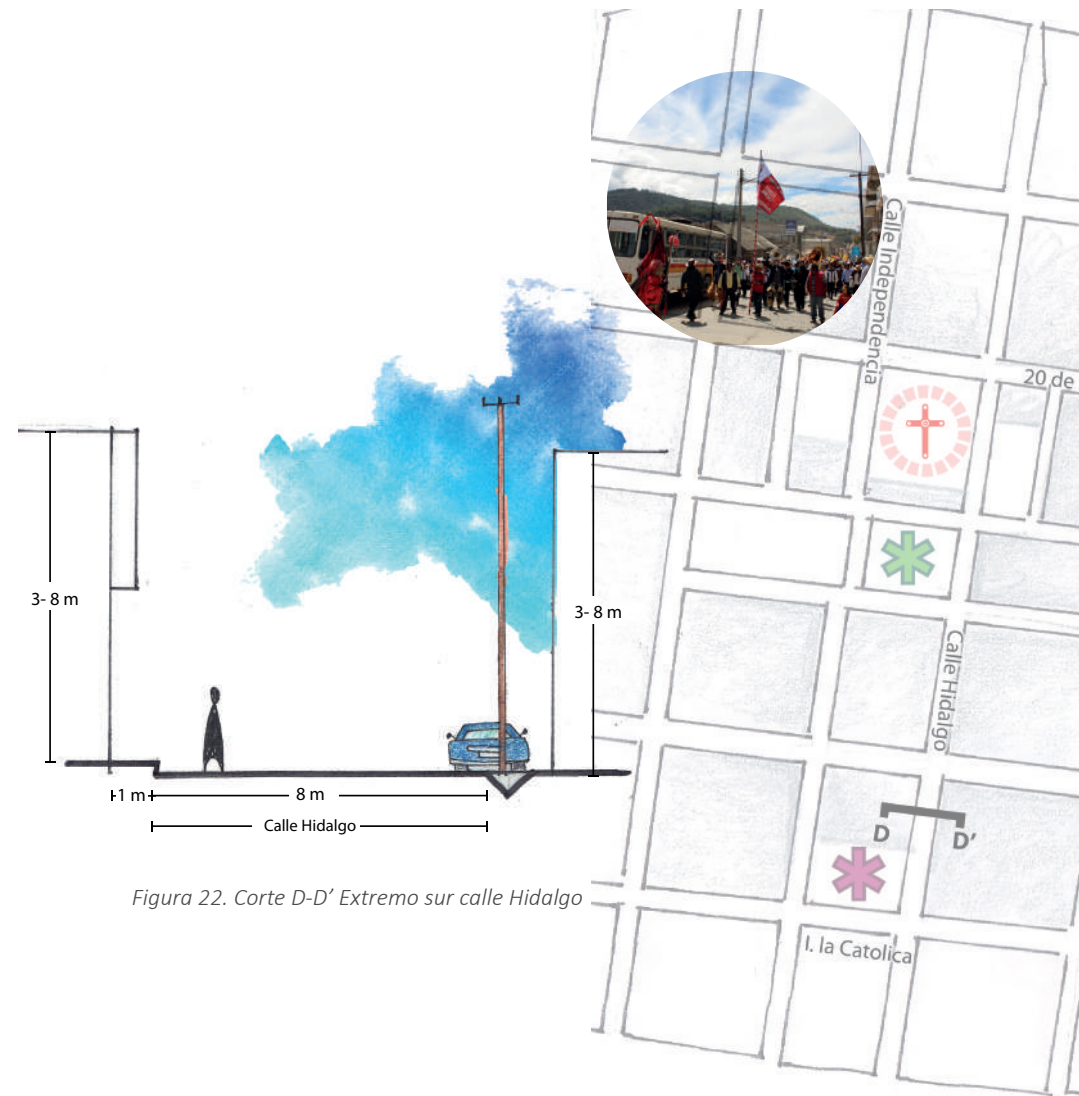 Calle Independencia
20 de
3- 8 m
3- 8 m
Calle Hidalgo
1 m
8 m
Calle Hidalgo
D
D’
Figura 22. Corte D-D’ Extremo sur calle Hidalgo
I. la Catolica